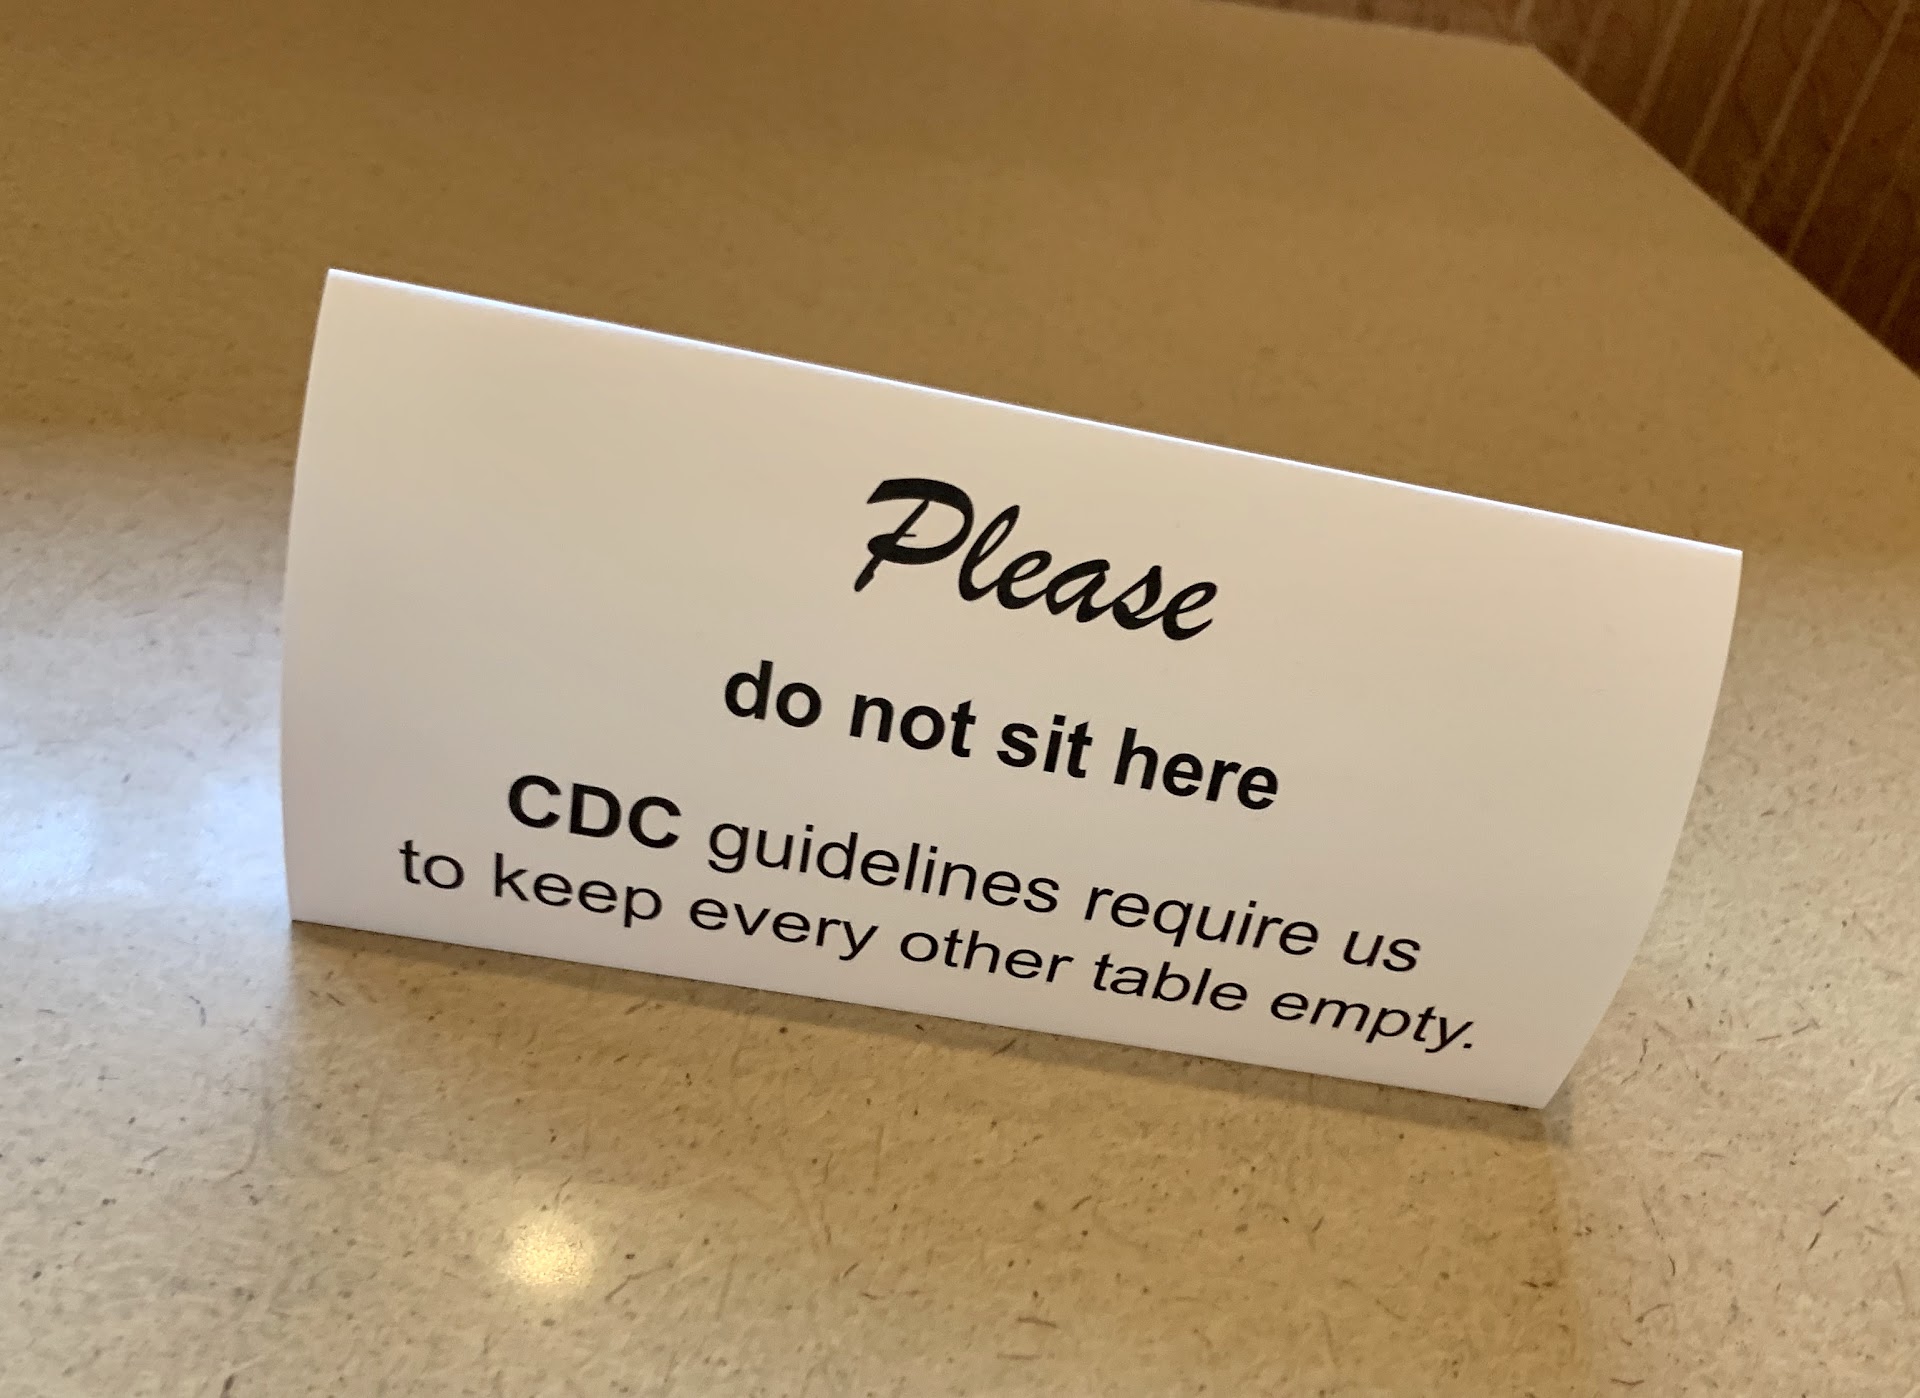 Please
do not sit here
CDC guidelines require us
to keep every other table empty.